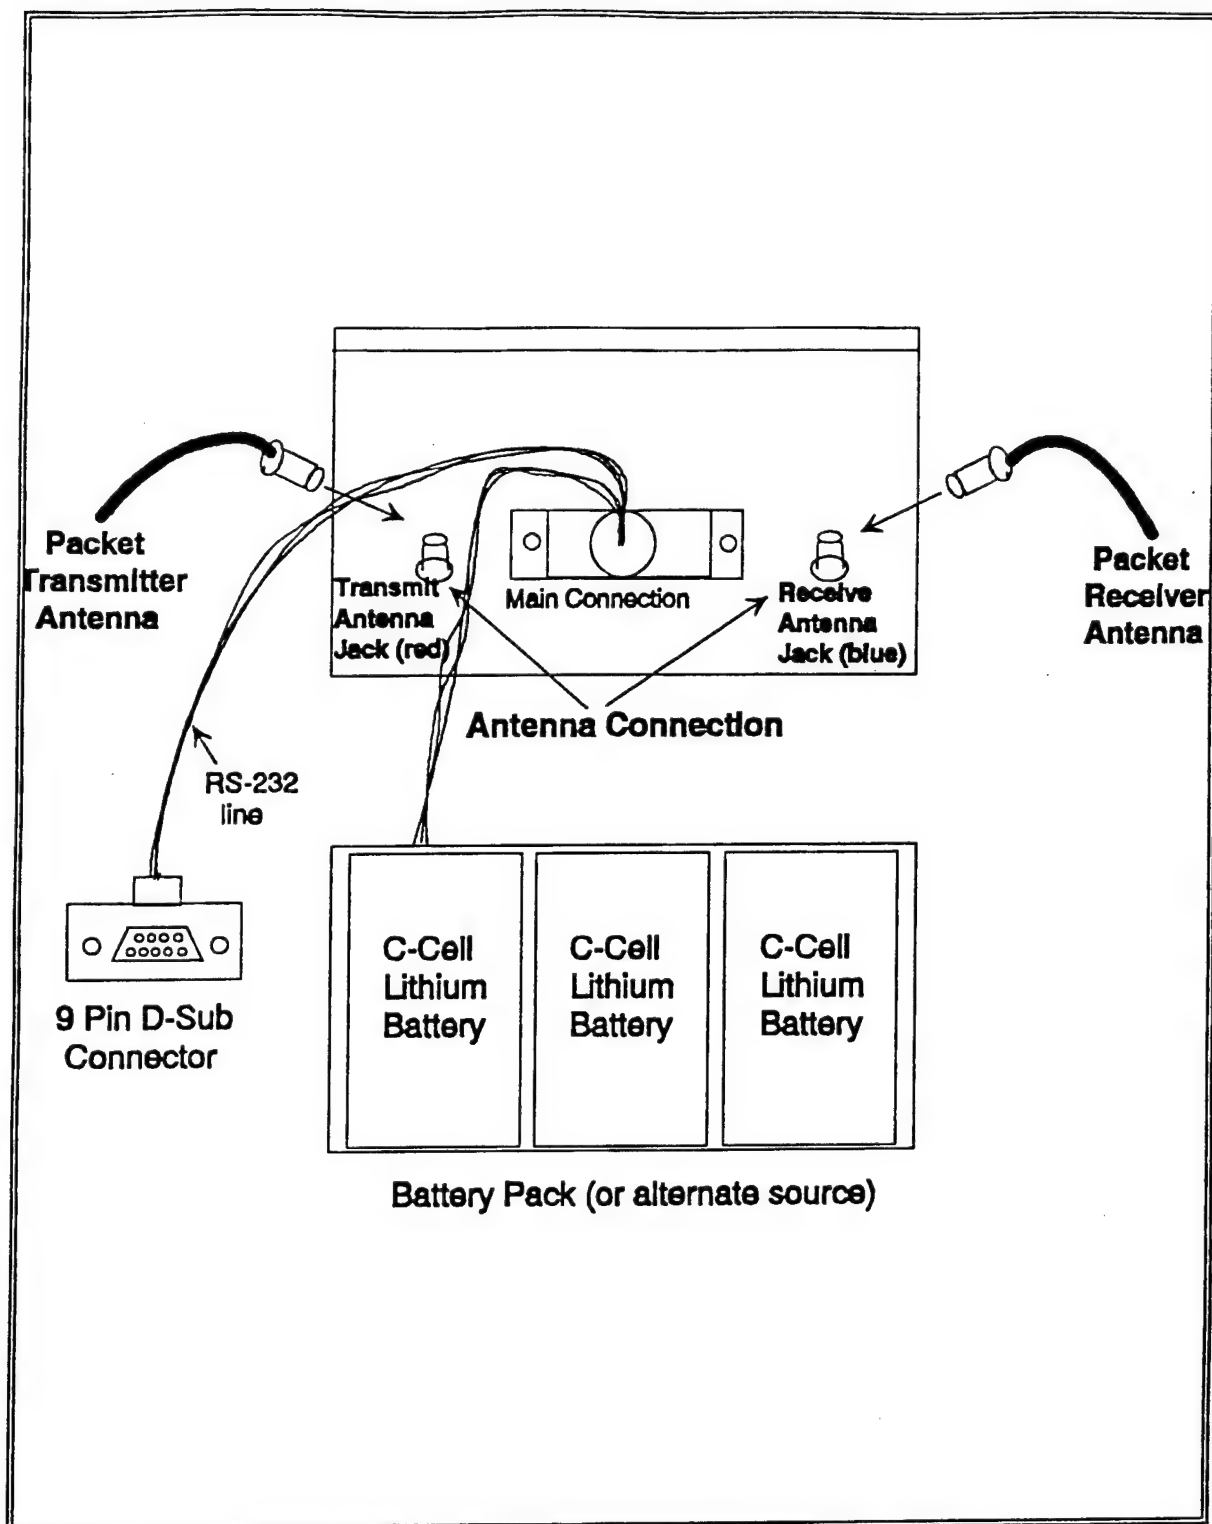 Packet
Transmitter
Antenna
Transmit
Antenna
Jack (red)
Main Connection
Receive
Antenna
Jack (blue)
Packet
Receiver
Antenna
Antenna Connection
RS-232
line
9 Pin D-Sub
Connector
C-Cell
Lithium
Battery
C-Cell
Lithium
Battery
C-Cell
Lithium
Battery
Battery Pack (or alternate source)